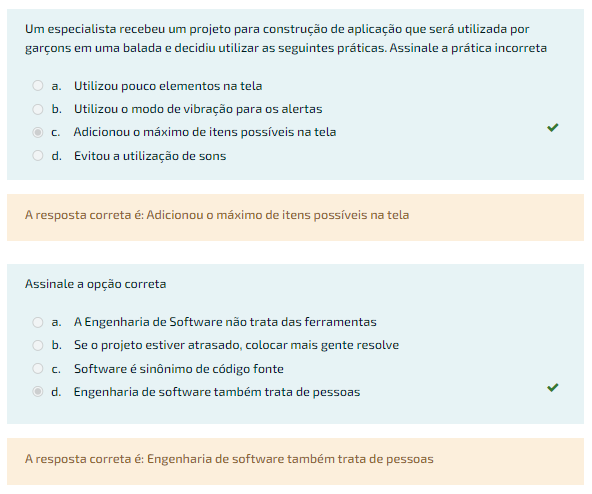 Um especialista recebeu um projeto para construção de aplicação que será utilizada por
garçons em uma balada e decidiu utilizar as seguintes práticas. Assinale a prática incorreta
a. Utilizou pouco elementos na tela
b. Utilizou o modo de vibração para os alertas
c. Adicionou o máximo de itens possíveis na tela
d. Evitou a utilização de sons
A resposta correta é: Adicionou o máximo de itens possíveis na tela
Assinale a opção correta
a. A Engenharia de Software não trata das ferramentas
b. Se o projeto estiver atrasado, colocar mais gente resolve
c. Software é sinônimo de código fonte
d. Engenharia de software também trata de pessoas
A resposta correta é: Engenharia de software também trata de pessoas